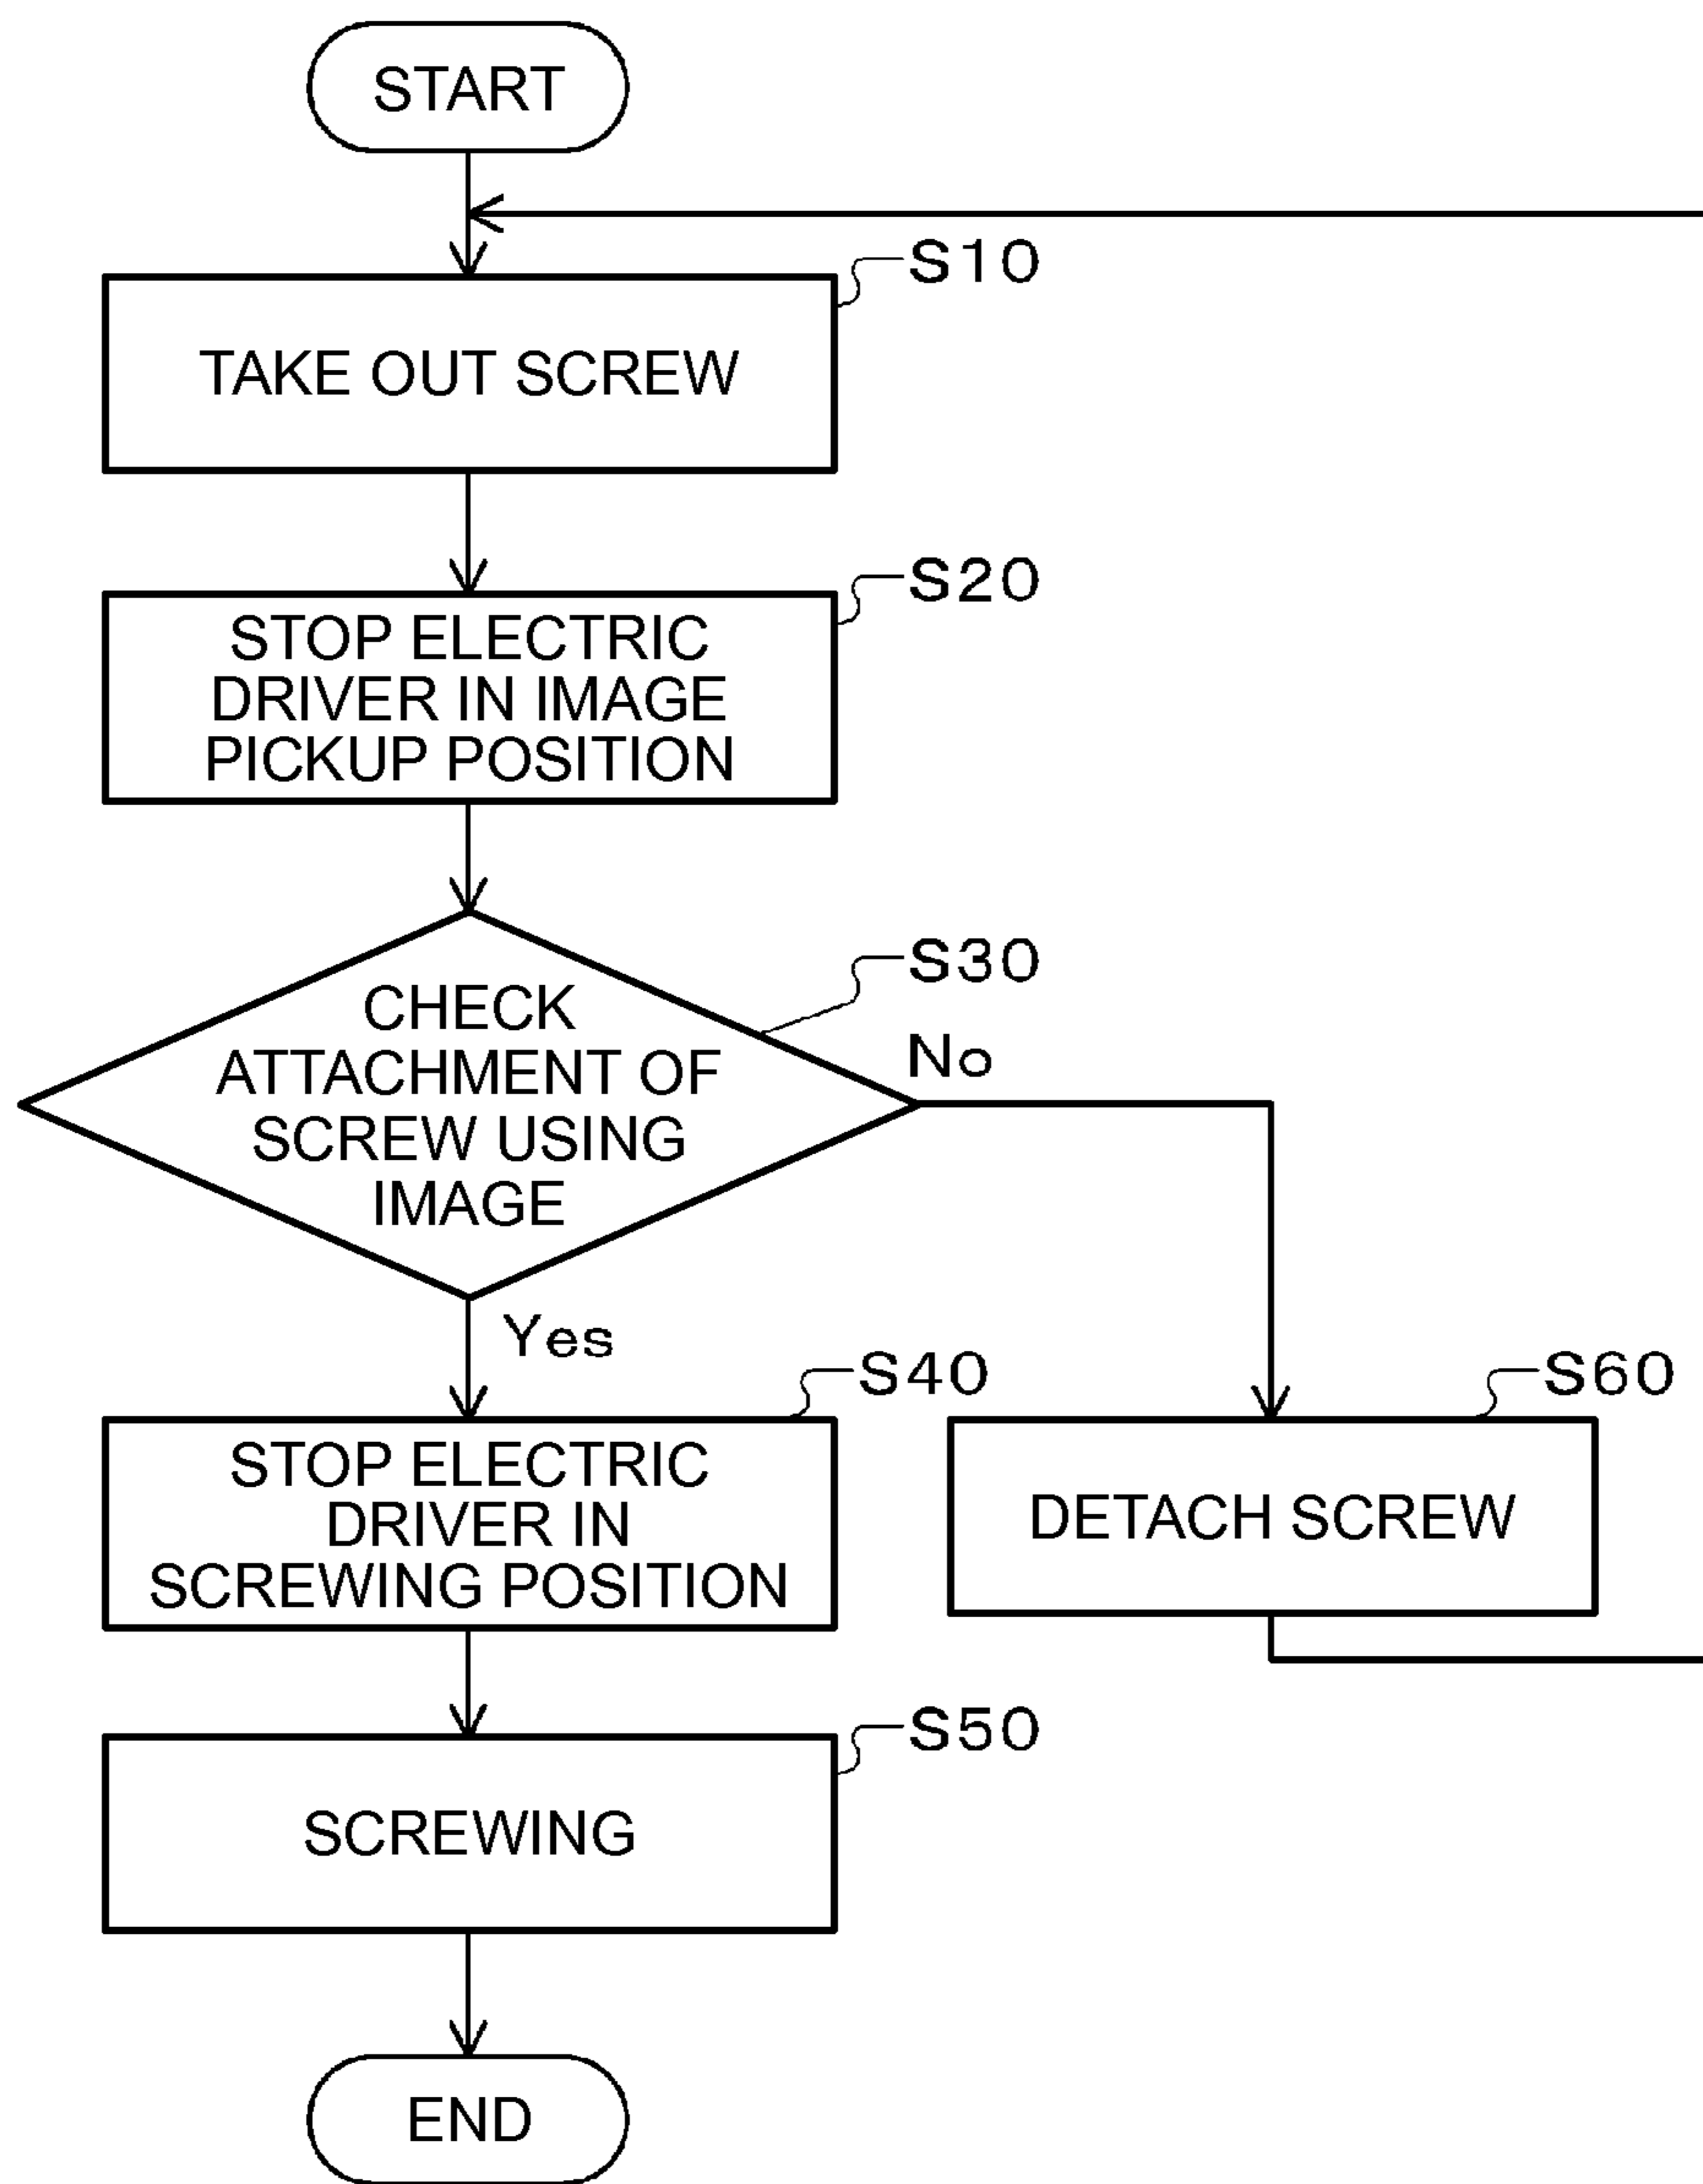 START
S10
TAKE OUT SCREW
S20
STOP ELECTRIC
DRIVER IN IMAGE
PICKUP POSITION
S30
CHECK
ATTACHMENT OF
SCREW USING
IMAGE
No
Yes
S40
STOP ELECTRIC
DRIVER IN
SCREWING POSITION
S60
DETACH SCREW
S50
SCREWING
END